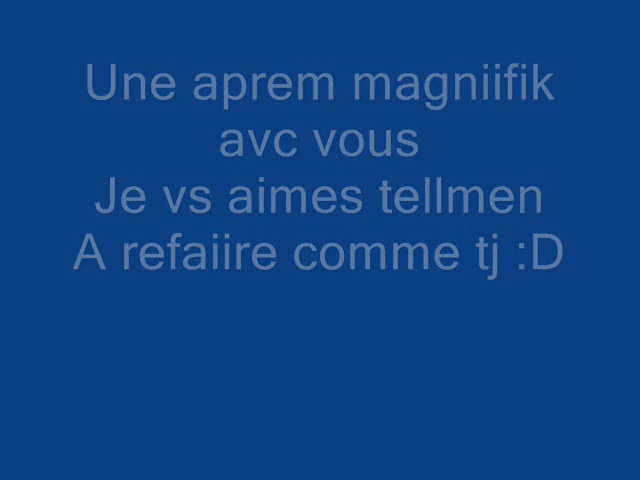 Une aprem magniifik
avc vous
Je vs aimes tellmen
A refaiire comme tj :D